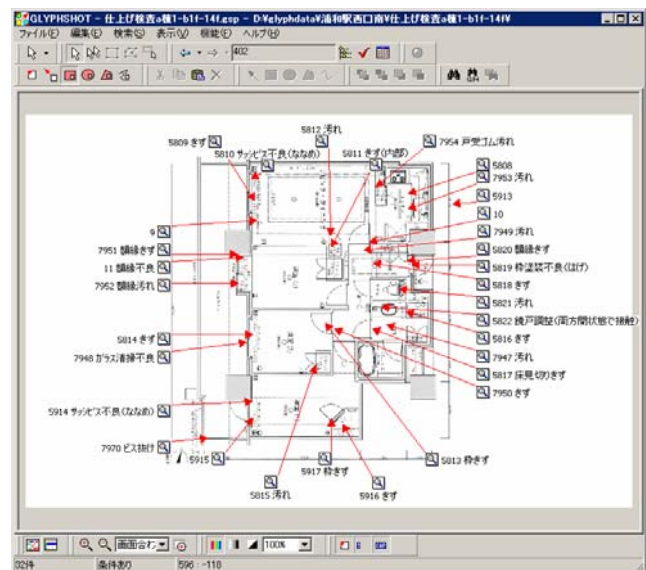 GLYPHSHOT - 仕上げ検査a棟1-b1f-14f.gsp - D:¥glyphdata¥浦和駅西口南¥仕上げ検査a棟1-b1f-14f¥
ファイル(F) 編集(E) 検索(S) 表示(V) 機能(F) ヘルプ(H)
402
5812 汚れ
5809 きず
5811 きず(内部)
7954 戸受ゴム汚れ
5810 サッシビス不良(ななめ)
5808
7953 汚れ
5913
10
9
7949 汚れ
7951 額縁きず
5820 額縁きず
11 額縁不良
5819 枠塗装不良(はげ)
7952 額縁汚れ
5818 きず
5821 汚れ
5822 鏡戸調整(両方開状態で接触)
5814 きず
5816 きず
7948 ガラス清掃不良
7947 汚れ
5817 床見切りきず
7950 きず
5914 サッシビス不良(ななめ)
7970 ビス抜け
5915
5917 枠きず
5813 枠きず
5815 汚れ
5916 きず
画面合わ
100%
92件 条件あり 596 : -118